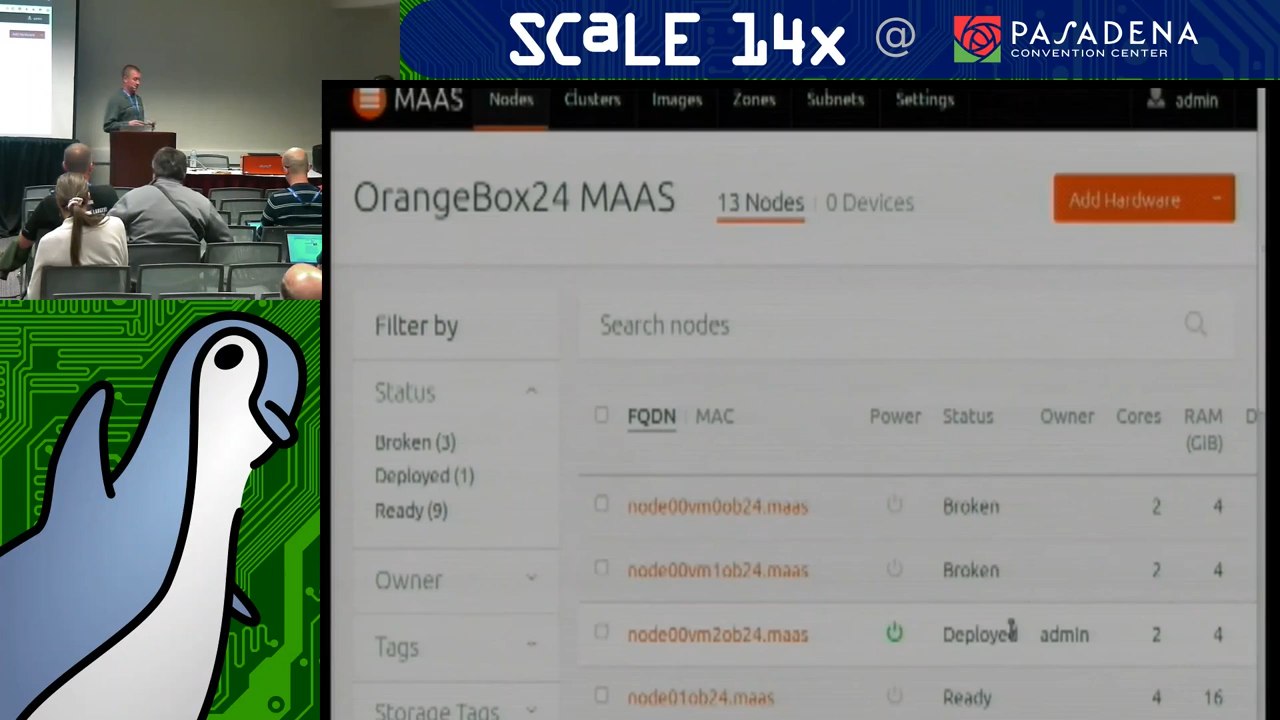 SCaLE 14x @ PASADENA
CONVENTION CENTER
MAAS Nodes Clusters Images Zones Subnets Settings admin
OrangeBox24 MAAS 13 Nodes 0 Devices Add Hardware
Filter by
Search nodes
Status
Broken (3)
Deployed (1)
Ready (9)
Owner
Tags
Storage Tags
FQDN | MAC Power Status Owner Cores RAM
(GiB)
node00vm0ob24.maas Broken 2 4
node00vm1ob24.maas Broken 2 4
node00vm2ob24.maas Deployed admin 2 4
node01ob24.maas Ready 4 16